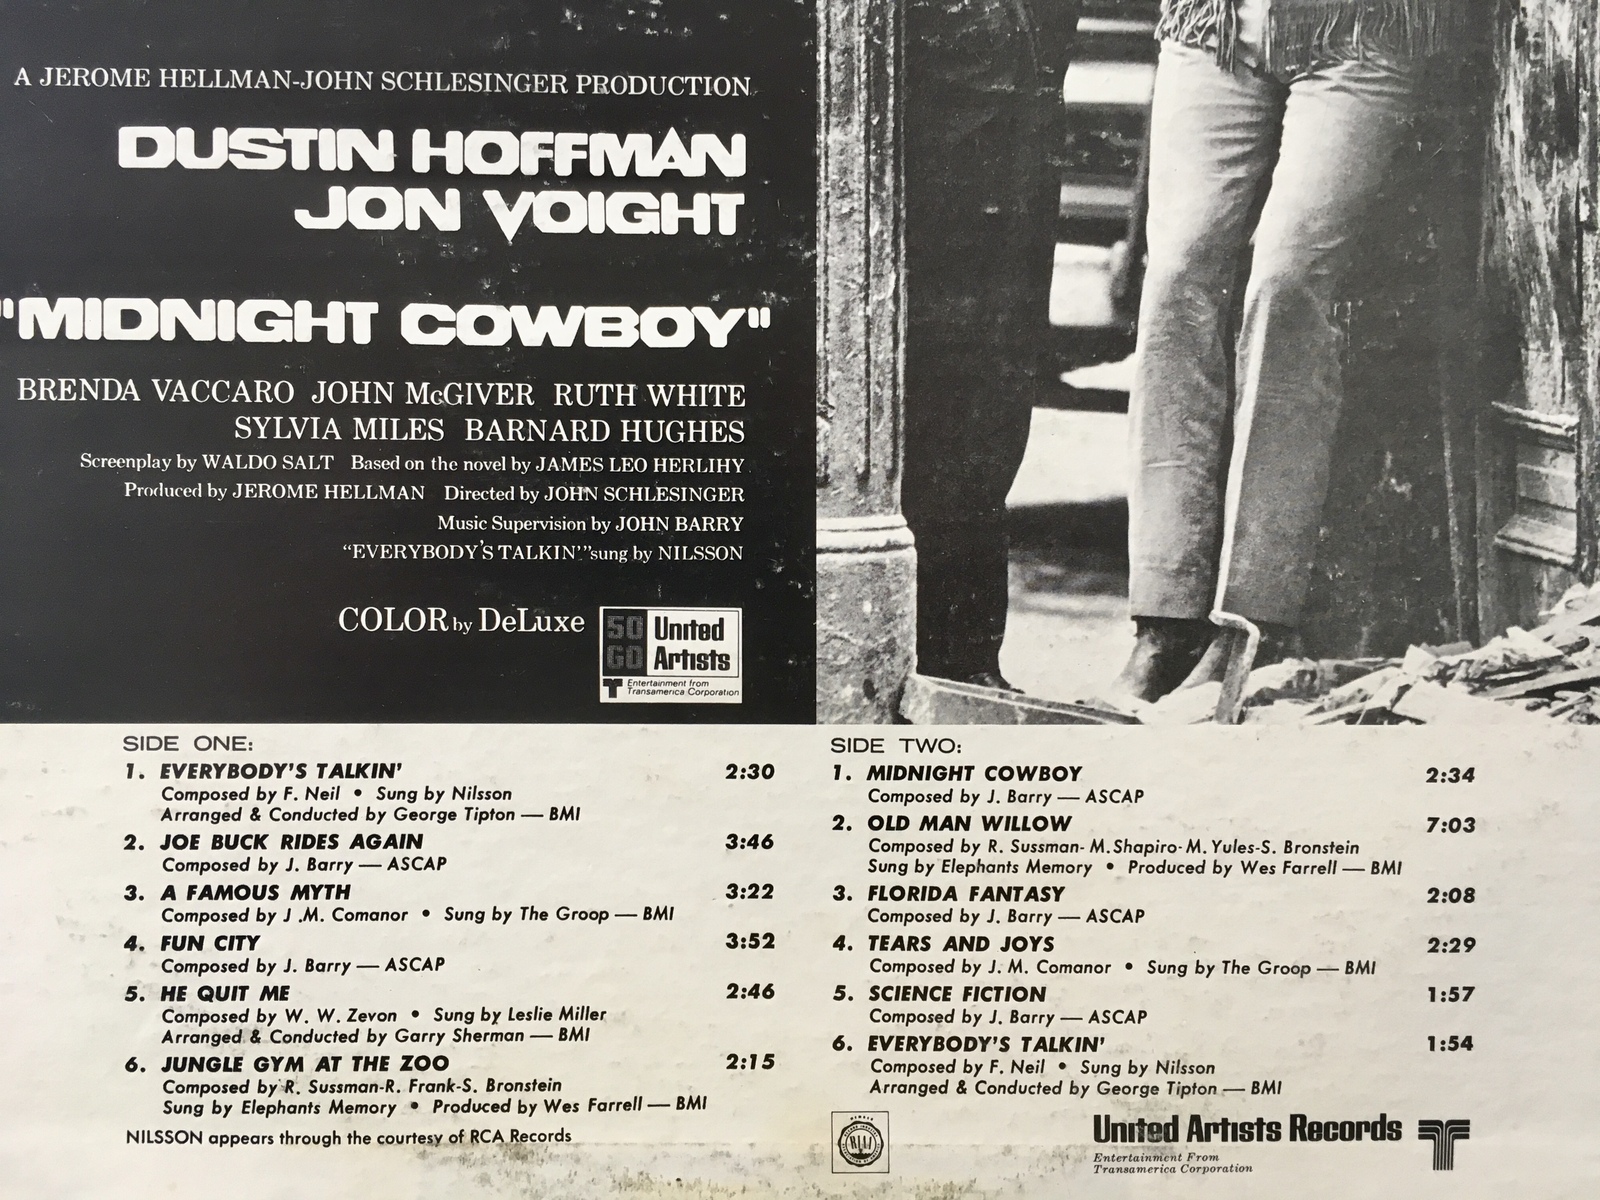 A JEROME HELLMAN-JOHN SCHLESINGER PRODUCTION
DUSTIN HOFFMAN
JON VOIGHT
"MIDNIGHT COWBOY"
BRENDA VACCARO JOHN McGIVER RUTH WHITE
SYLVIA MILES BARNARD HUGHES
Screenplay by WALDO SALT Based on the novel by JAMES LEO HERLIHY
Produced by JEROME HELLMAN Directed by JOHN SCHLESINGER
Music Supervision by JOHN BARRY
"EVERYBODY'S TALKIN'" sung by NILSSON
COLOR by DeLuxe
50 United
GO Artists
Entertainment from
Transamerica Corporation
SIDE ONE:
1. EVERYBODY'S TALKIN' 2:30
Composed by F. Neil • Sung by Nilsson
Arranged & Conducted by George Tipton — BMI
2. JOE BUCK RIDES AGAIN 3:46
Composed by J. Barry — ASCAP
3. A FAMOUS MYTH 3:22
Composed by J .M. Comanor • Sung by The Groop — BMI
4. FUN CITY 3:52
Composed by J. Barry — ASCAP
5. HE QUIT ME 2:46
Composed by W. W. Zevon • Sung by Leslie Miller
Arranged & Conducted by Garry Sherman — BMI
6. JUNGLE GYM AT THE ZOO 2:15
Composed by R. Sussman-R. Frank-S. Bronstein
Sung by Elephants Memory • Produced by Wes Farrell — BMI
NILSSON appears through the courtesy of RCA Records
SIDE TWO:
1. MIDNIGHT COWBOY 2:34
Composed by J. Barry — ASCAP
2. OLD MAN WILLOW 7:03
Composed by R. Sussman- M. Shapiro- M. Yules-S. Bronstein
Sung by Elephants Memory • Produced by Wes Farrell — BMI
3. FLORIDA FANTASY 2:08
Composed by J. Barry — ASCAP
4. TEARS AND JOYS 2:29
Composed by J. M. Comanor • Sung by The Groop — BMI
5. SCIENCE FICTION 1:57
Composed by J. Barry — ASCAP
6. EVERYBODY'S TALKIN' 1:54
Composed by F. Neil • Sung by Nilsson
Arranged & Conducted by George Tipton — BMI
RIAA
United Artists Records
Entertainment From
Transamerica Corporation